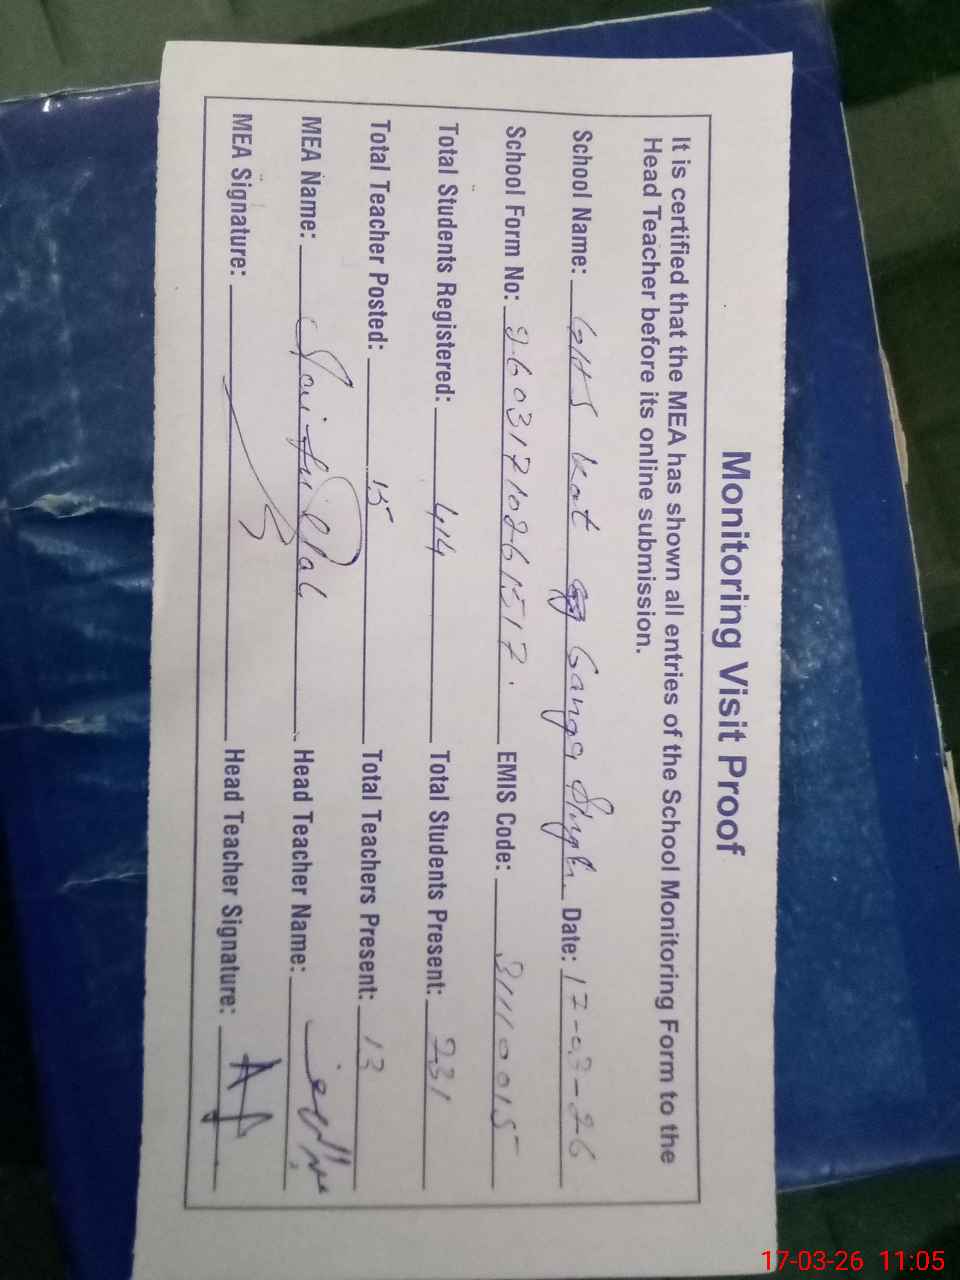 Monitoring Visit Proof
It is certified that the MEA has shown all entries of the School Monitoring Form to the
Head Teacher before its online submission.
School Name: GHS Kot Ganga Singh Date: 17-03-26
School Form No: 26031710261517. EMIS Code: 31110015
Total Students Registered: 414 Total Students Present: 231
Total Teacher Posted: 15 Total Teachers Present: 13
MEA Name: Head Teacher Name:
MEA Signature: Head Teacher Signature:
17-03-26 11:05